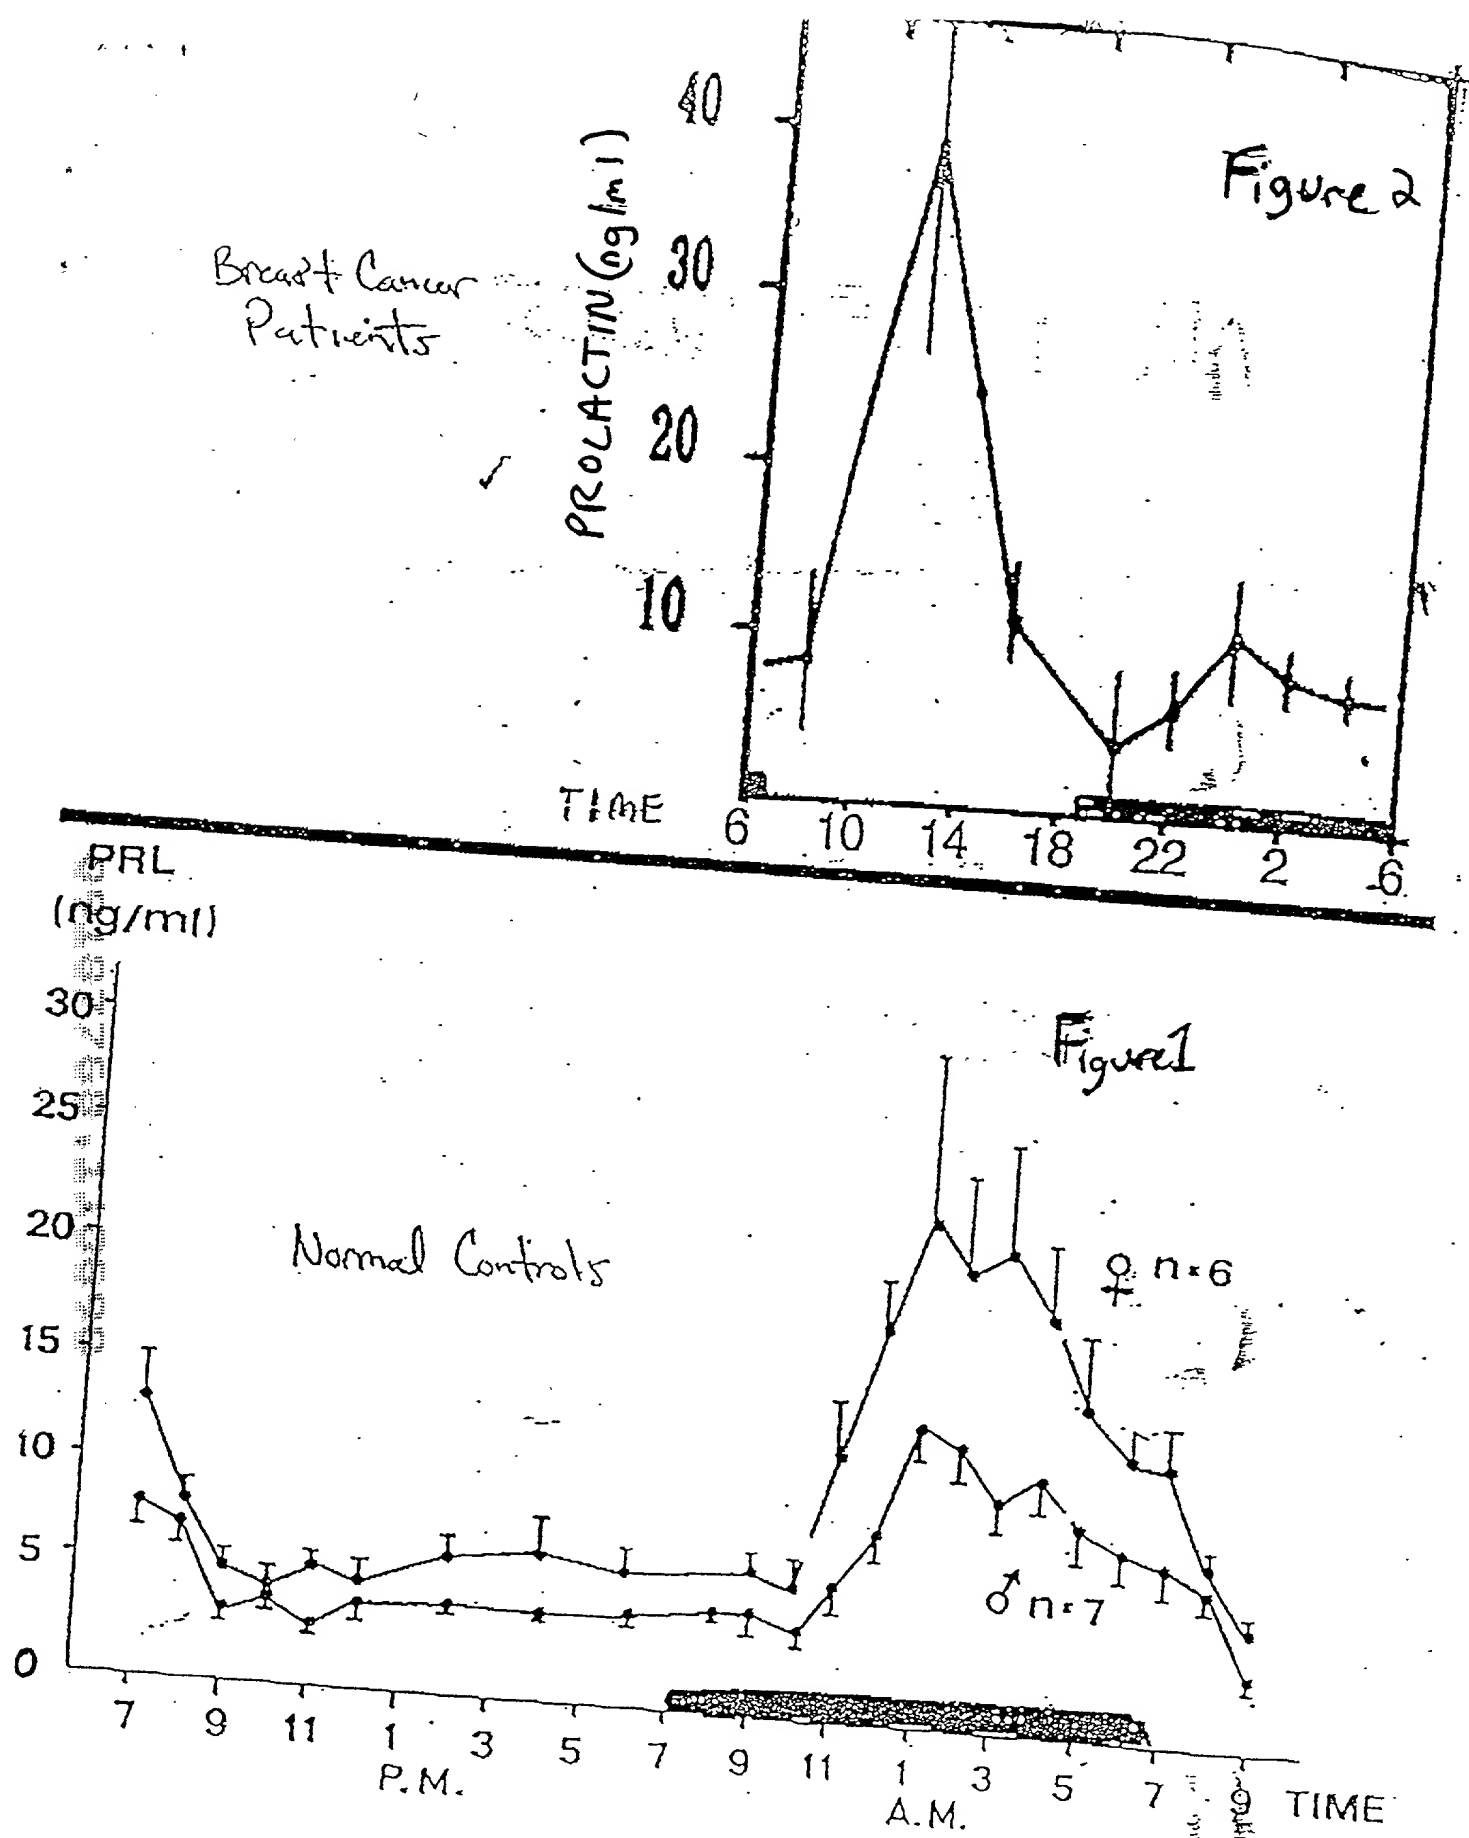 40
Figure 2
PROLACTIN (ng/ml)
30
Breast Cancer
Patients
20
10
TIME
6 10 14 18 22 2 6
PRL
(ng/ml)
30
Figure 1
25
20
Normal Controls
♀ n=6
15
10
5
♂ n=7
0
7 9 11 1 3 5 7 9 11 1 3 5 7 9 TIME
P.M. A.M.